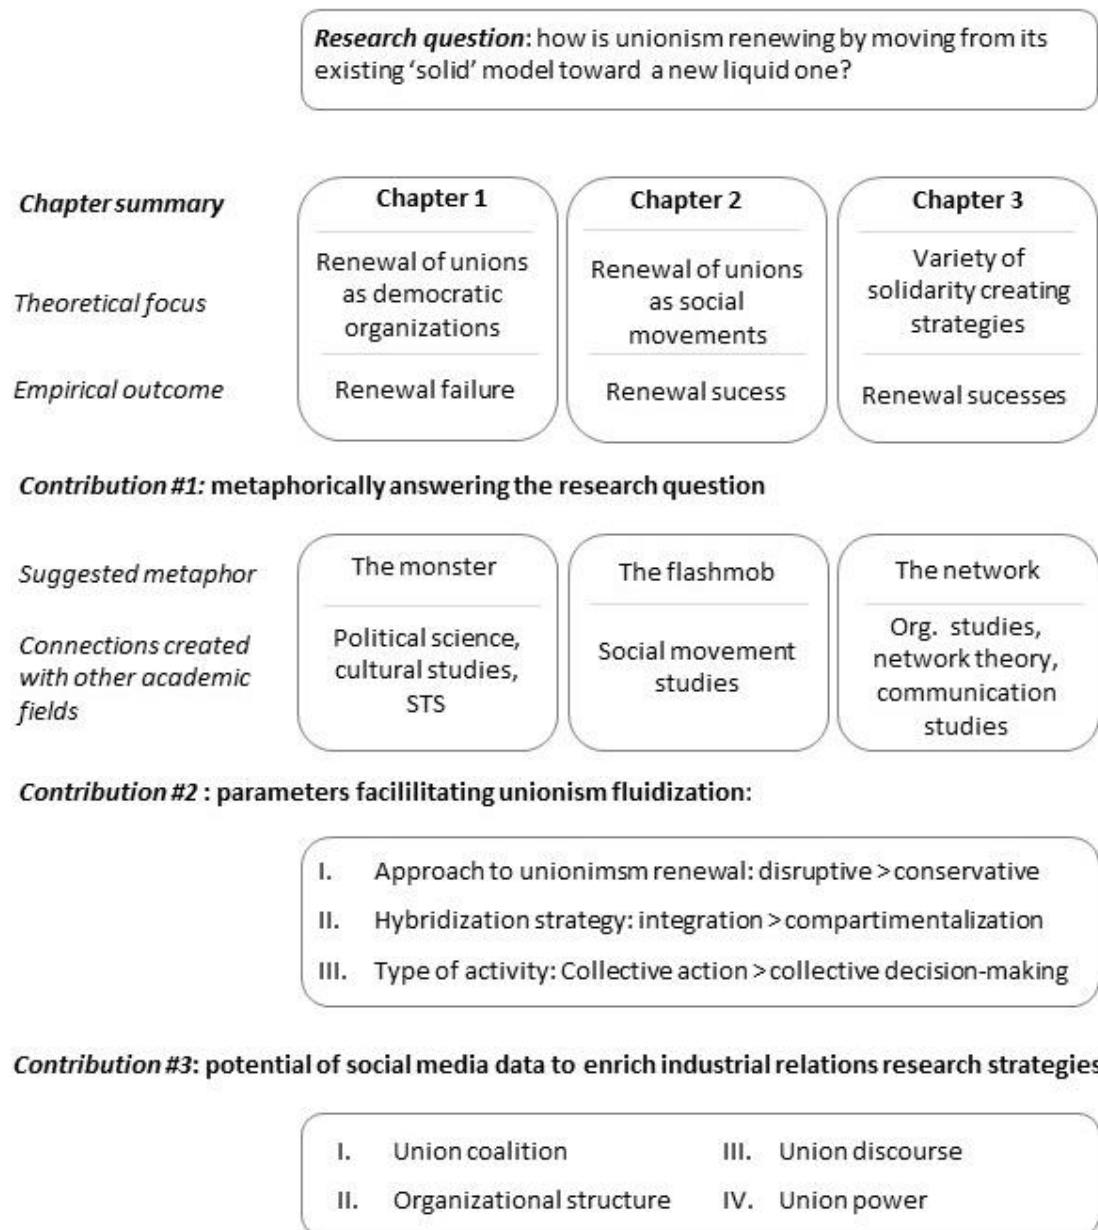 Research question: how is unionism renewing by moving from its
existing ‘solid’ model toward a new liquid one?
Chapter summary
Chapter 1
Chapter 2
Chapter 3
Theoretical focus
Renewal of unions
as democratic
organizations
Renewal of unions
as social
movements
Variety of
solidarity creating
strategies
Empirical outcome
Renewal failure
Renewal sucess
Renewal sucesses
Contribution #1: metaphorically answering the research question
Suggested metaphor
The monster
The flashmob
The network
Connections created
with other academic
fields
Political science,
cultural studies,
STS
Social movement
studies
Org. studies,
network theory,
communication
studies
Contribution #2 : parameters facililitating unionism fluidization:
I. Approach to unionimsm renewal: disruptive > conservative
II. Hybridization strategy: integration > compartimentalization
III. Type of activity: Collective action > collective decision-making
Contribution #3: potential of social media data to enrich industrial relations research strategies
I. Union coalition
II. Organizational structure
III. Union discourse
IV. Union power